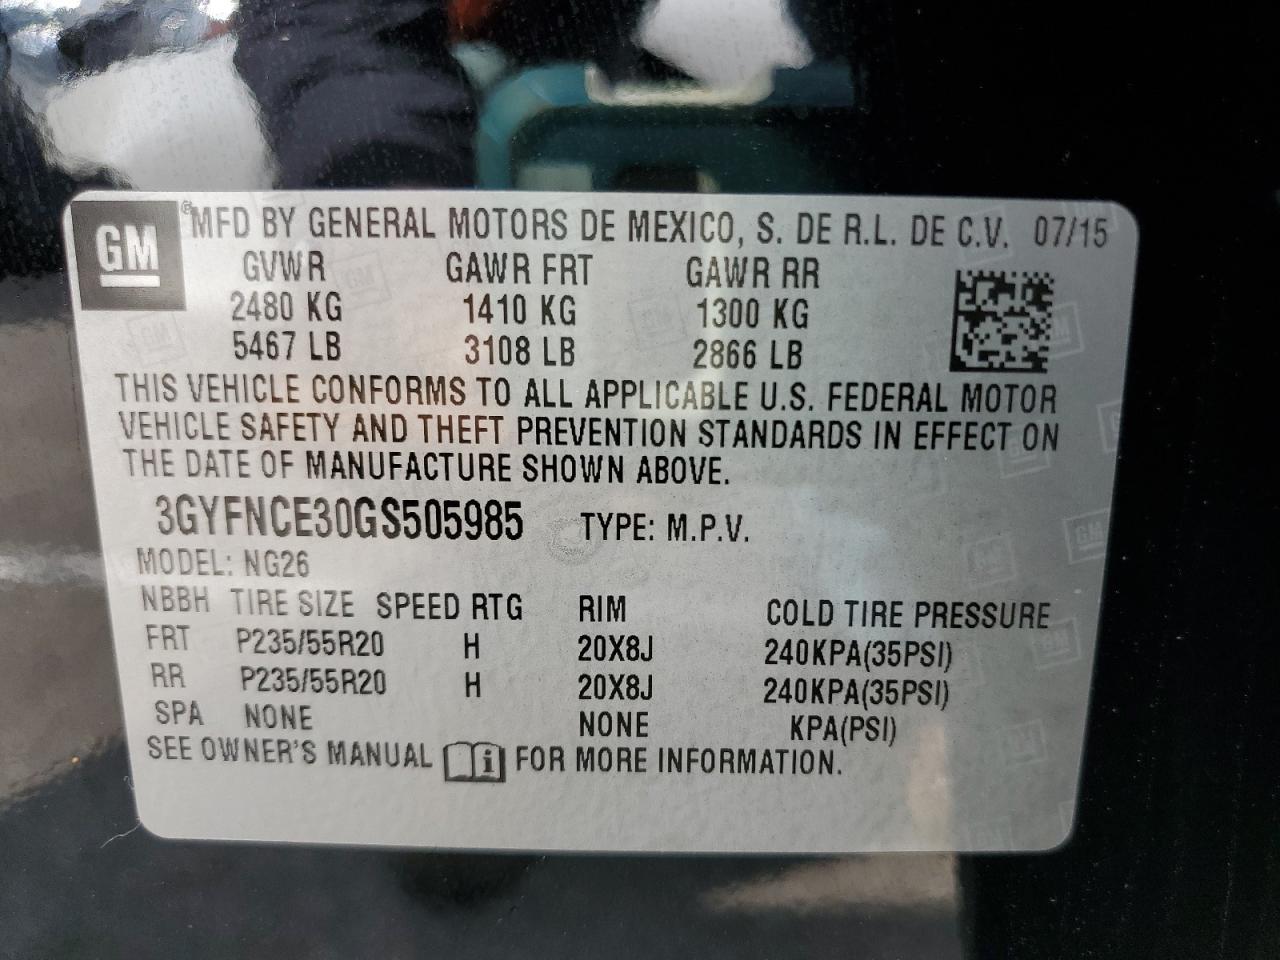 GM ® MFD BY GENERAL MOTORS DE MEXICO, S. DE R.L. DE C.V. 07/15
GVWR GAWR FRT GAWR RR
2480 KG 1410 KG 1300 KG
5467 LB 3108 LB 2866 LB
THIS VEHICLE CONFORMS TO ALL APPLICABLE U.S. FEDERAL MOTOR
VEHICLE SAFETY AND THEFT PREVENTION STANDARDS IN EFFECT ON
THE DATE OF MANUFACTURE SHOWN ABOVE.
3GYFNCE30GS505985 TYPE: M.P.V.
MODEL: NG26
NBBH TIRE SIZE SPEED RTG RIM COLD TIRE PRESSURE
FRT P235/55R20 H 20X8J 240KPA(35PSI)
RR P235/55R20 H 20X8J 240KPA(35PSI)
SPA NONE NONE KPA(PSI)
SEE OWNER'S MANUAL i FOR MORE INFORMATION.